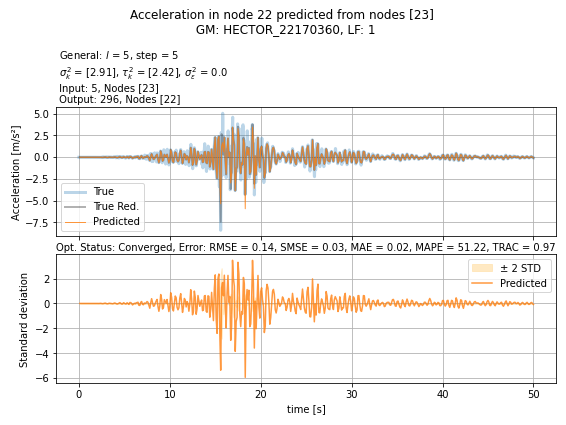 Acceleration in node 22 predicted from nodes [23]
GM: HECTOR_22170360, LF: 1
General: l = 5, step = 5
σ²ₖ = [2.91], τ²ₖ = [2.42], σ²ε = 0.0
Input: 5, Nodes [23]
Output: 296, Nodes [22]
Acceleration [m/s²]
5.0
2.5
0.0
−2.5
−5.0
−7.5
True
True Red.
Predicted
Opt. Status: Converged, Error: RMSE = 0.14, SMSE = 0.03, MAE = 0.02, MAPE = 51.22, TRAC = 0.97
Standard deviation
2
0
−2
−4
−6
± 2 STD
Predicted
0 10 20 30 40 50
time [s]